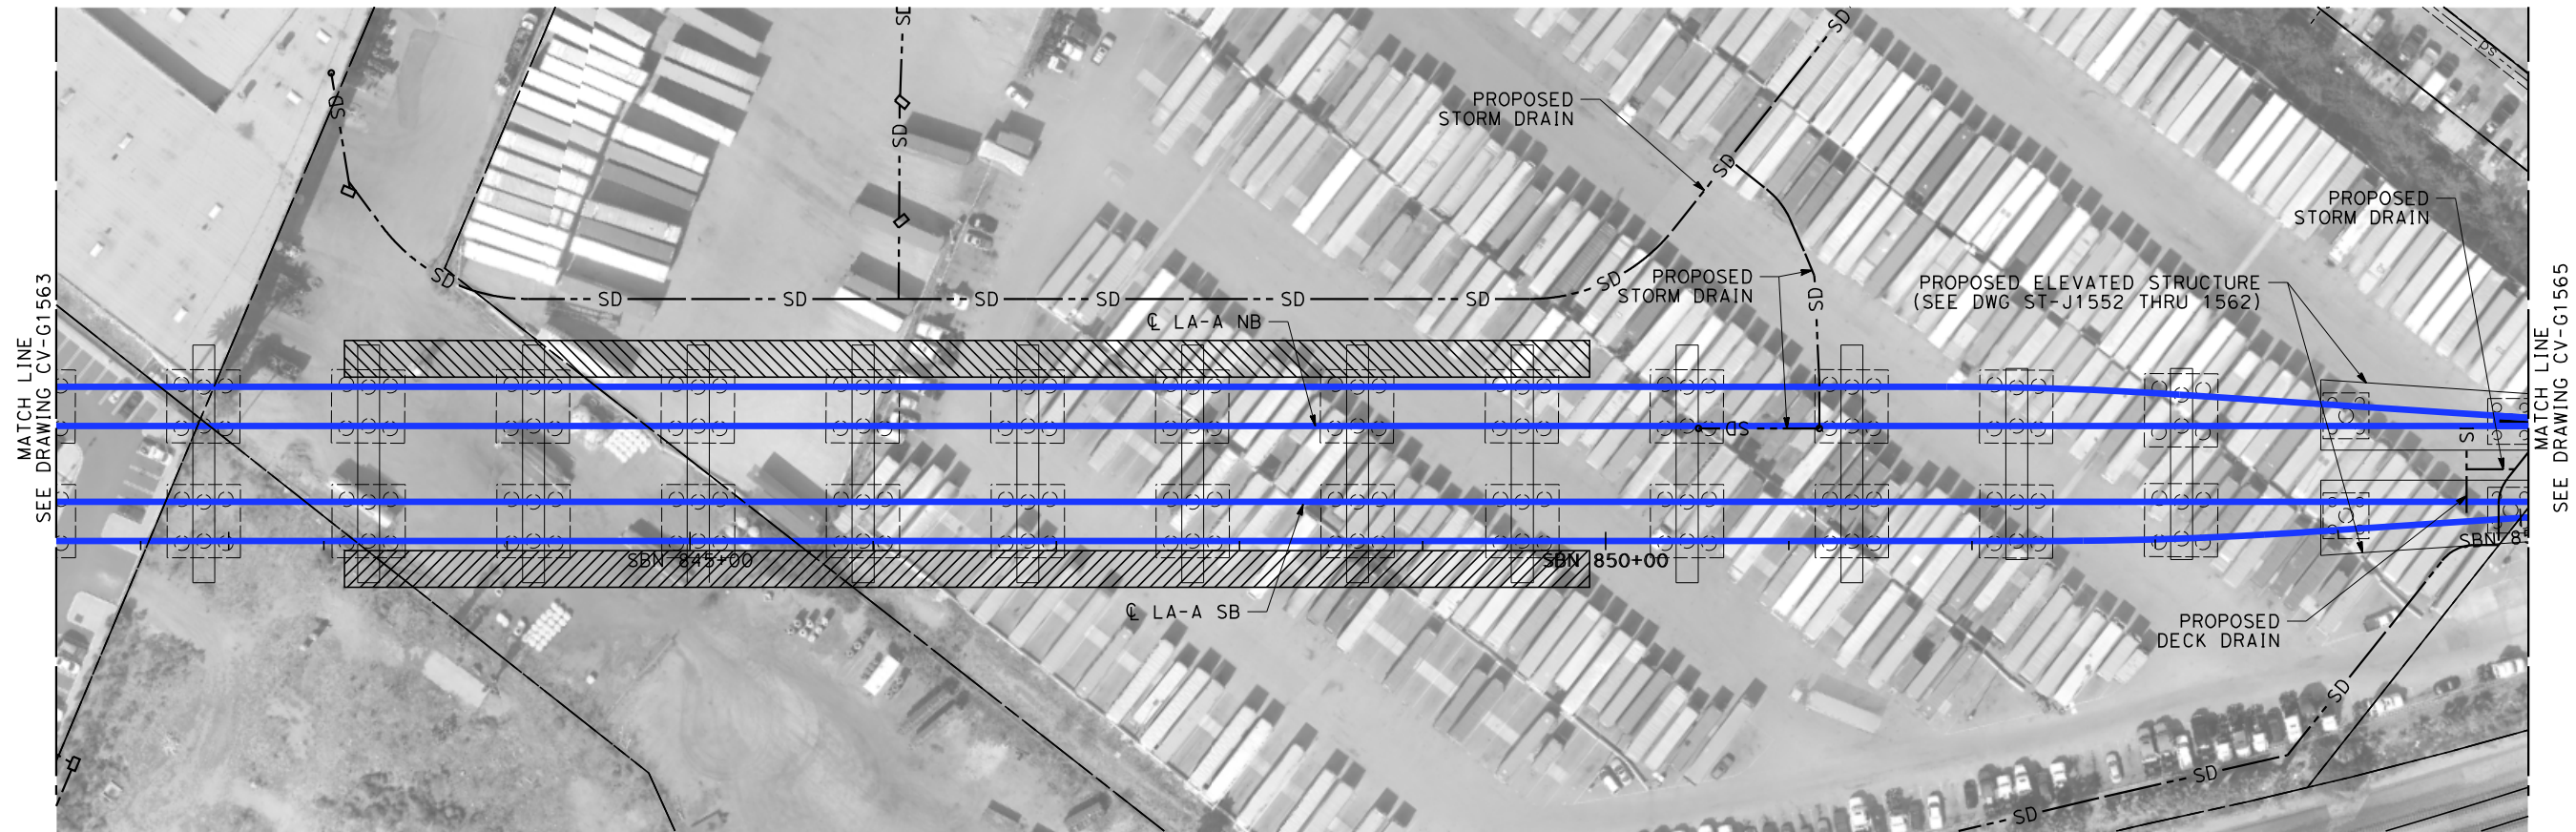 SD
SD
SD
SD
PROPOSED
STORM DRAIN
SD
ps
PROPOSED
STORM DRAIN
SD
SD
SD
SD
SD
SD
SD
SD
PROPOSED
STORM DRAIN
SD
PROPOSED ELEVATED STRUCTURE
(SEE DWG ST-J1552 THRU 1562)
℄ LA-A NB
MATCH LINE
SEE DRAWING CV-G1563
MATCH LINE
SEE DRAWING CV-G1565
SD
SBN 845+00
SBN 850+00
℄ LA-A SB
PROPOSED
DECK DRAIN
SD
SD
SD